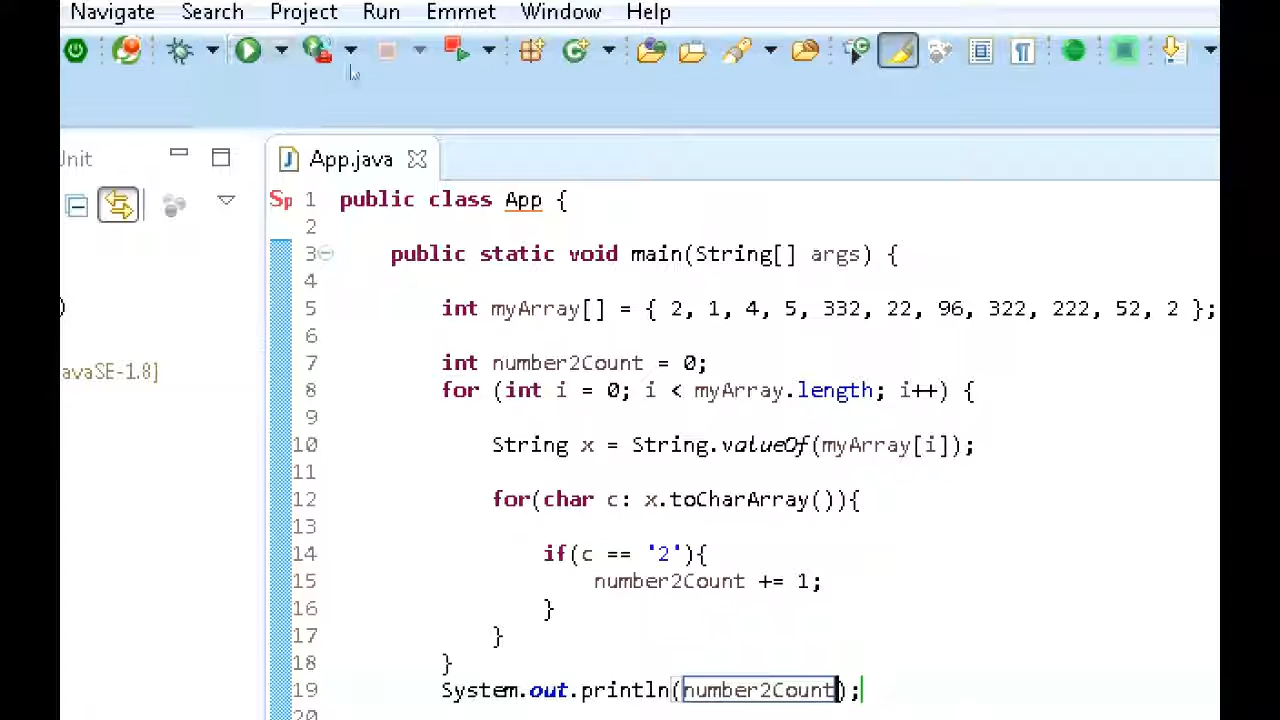 Navigate Search Project Run Emmet Window Help
Unit
App.java
Sp 1 public class App {
2
3 public static void main(String[] args) {
4
5 int myArray[] = { 2, 1, 4, 5, 332, 22, 96, 322, 222, 52, 2 };
6
7 int number2Count = 0;
8 for (int i = 0; i < myArray.length; i++) {
9
10 String x = String.valueOf(myArray[i]);
11
12 for(char c: x.toCharArray()){
13
14 if(c == '2'){
15 number2Count += 1;
16 }
17 }
18 }
19 System.out.println(number2Count);
20
)
avaSE-1.8]